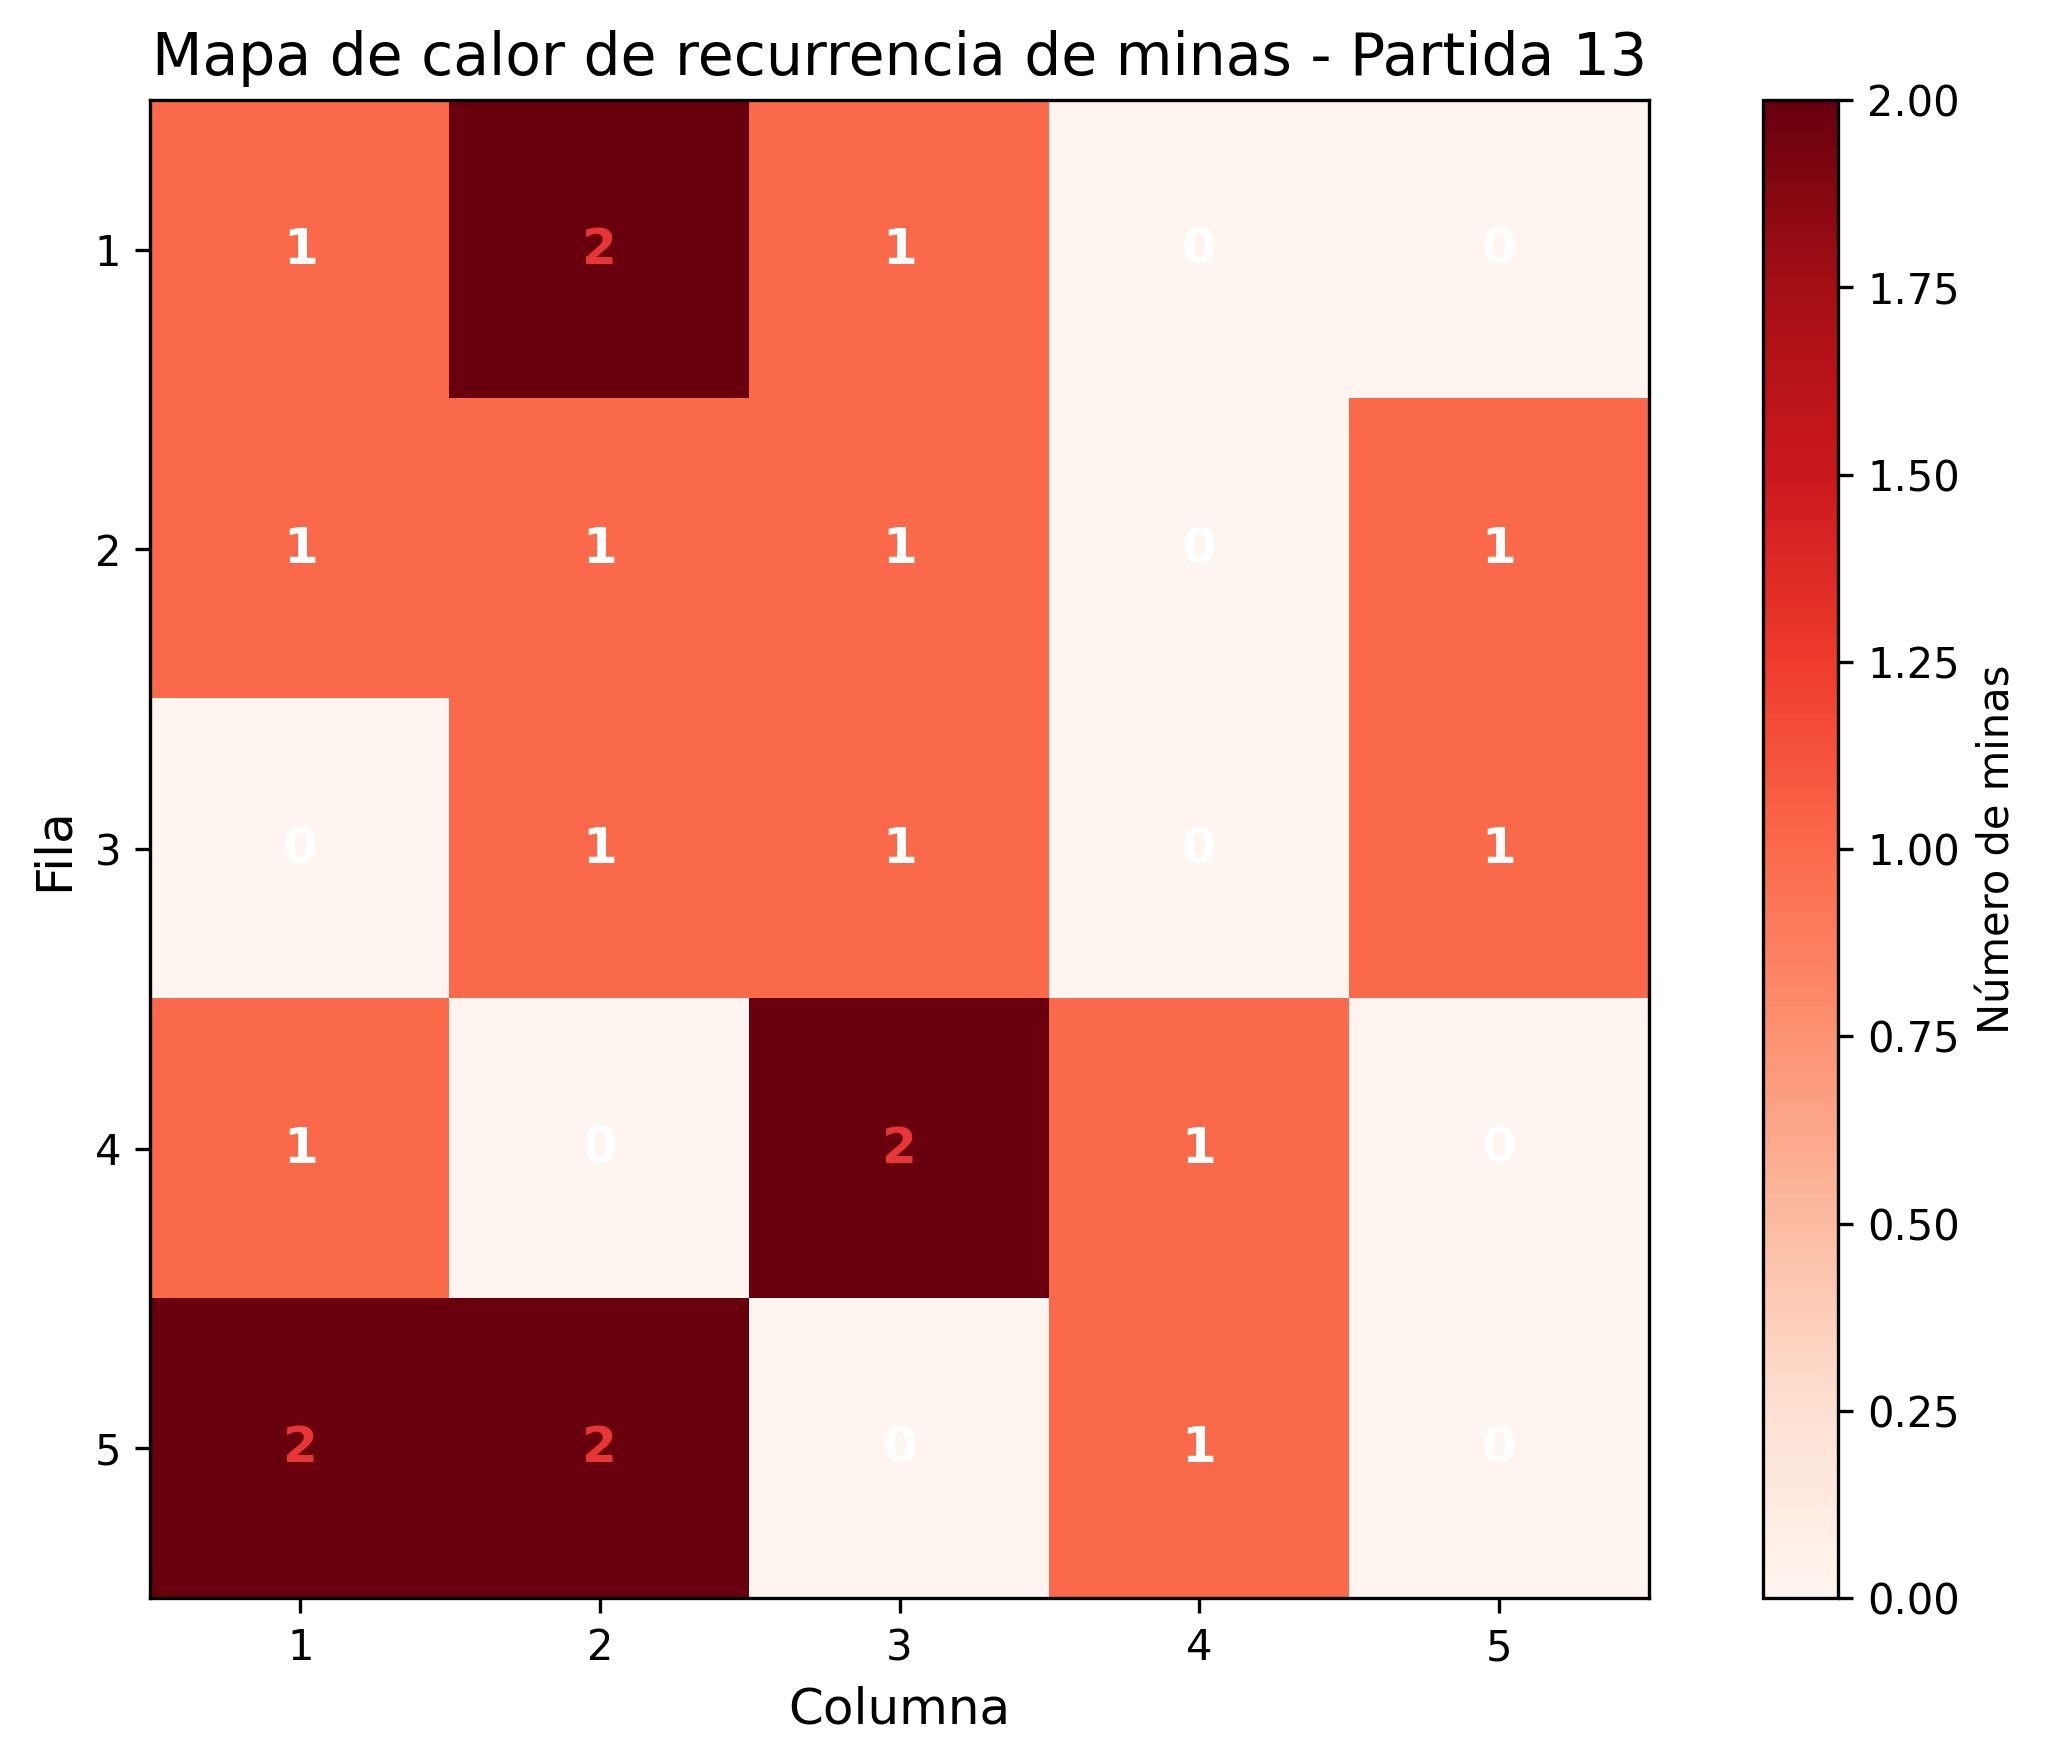 Mapa de calor de recurrencia de minas - Partida 13
1 2 1 0 0
1 1 1 0 1
0 1 1 0 1
1 0 2 1 0
2 2 0 1 0
1
2
3
4
5
Fila
1 2 3 4 5
Columna
2.00
1.75
1.50
1.25
1.00
0.75
0.50
0.25
0.00
Número de minas